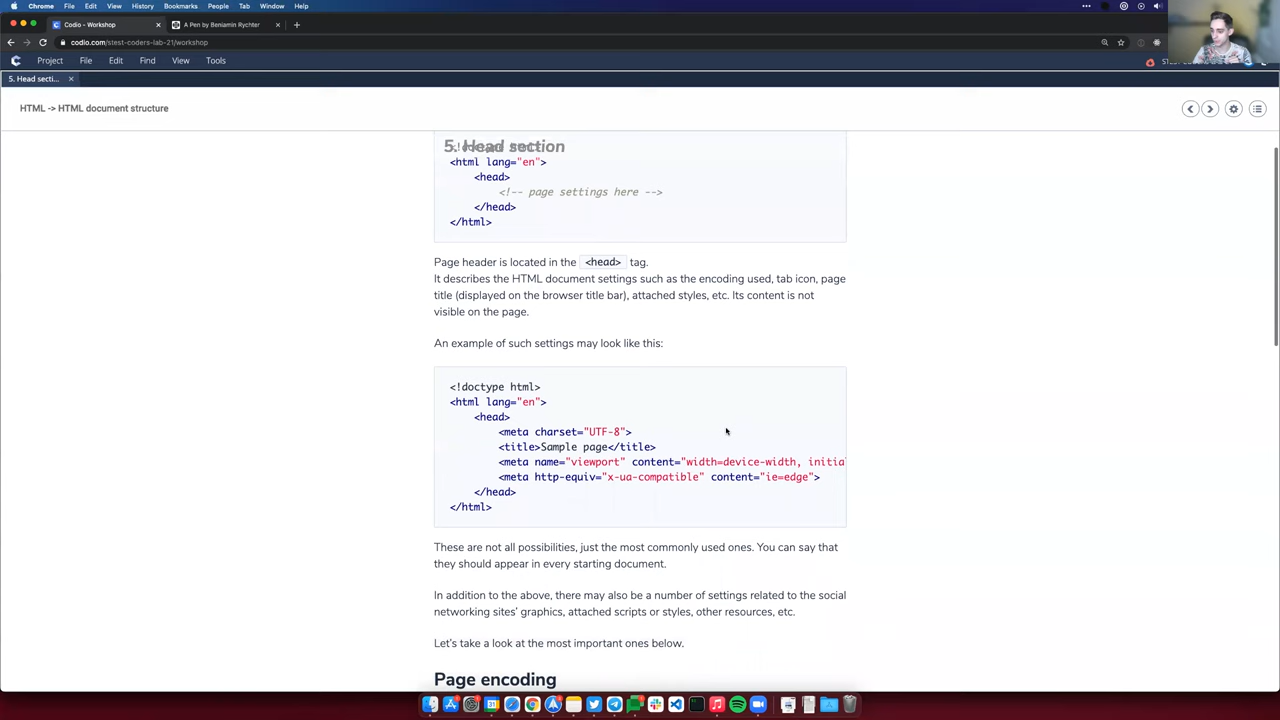 Chrome File Edit View History Bookmarks People Tab Window Help
Codio - Workshop
A Pen by Beniamin Rychter
codio.com/stest-coders-lab-21/workshop
Project File Edit Find View Tools
5. Head secti...
HTML -> HTML document structure
5. Head section
<!doctype html>
<html lang="en">
<head>
<!-- page settings here -->
</head>
</html>
Page header is located in the <head> tag.
It describes the HTML document settings such as the encoding used, tab icon, page
title (displayed on the browser title bar), attached styles, etc. Its content is not
visible on the page.
An example of such settings may look like this:
<!doctype html>
<html lang="en">
<head>
<meta charset="UTF-8">
<title>Sample page</title>
<meta name="viewport" content="width=device-width, initia
<meta http-equiv="x-ua-compatible" content="ie=edge">
</head>
</html>
These are not all possibilities, just the most commonly used ones. You can say that
they should appear in every starting document.
In addition to the above, there may also be a number of settings related to the social
networking sites' graphics, attached scripts or styles, other resources, etc.
Let's take a look at the most important ones below.
Page encoding